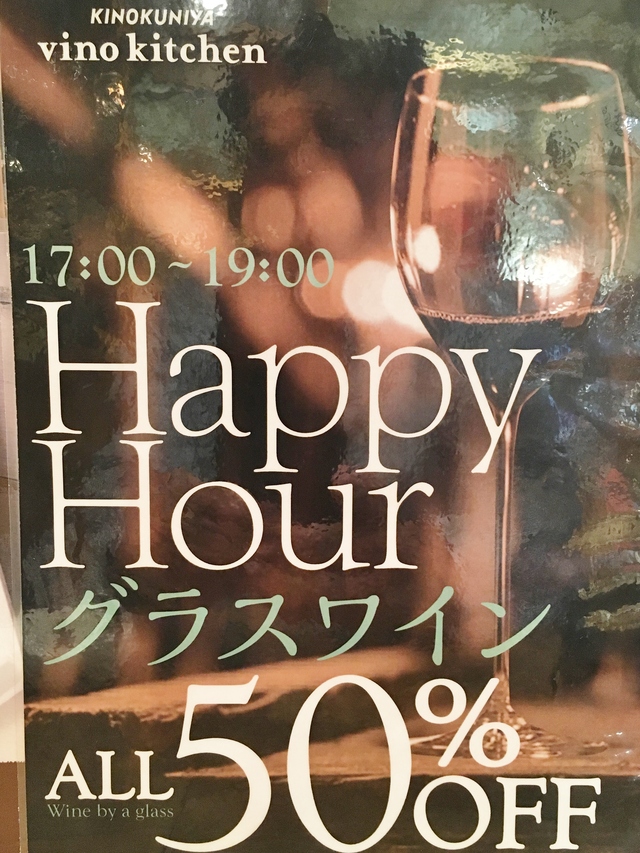 KINOKUNIYA
vino kitchen
17:00~19:00
Happy
Hour
グラスワイン
ALL 50% OFF
Wine by a glass